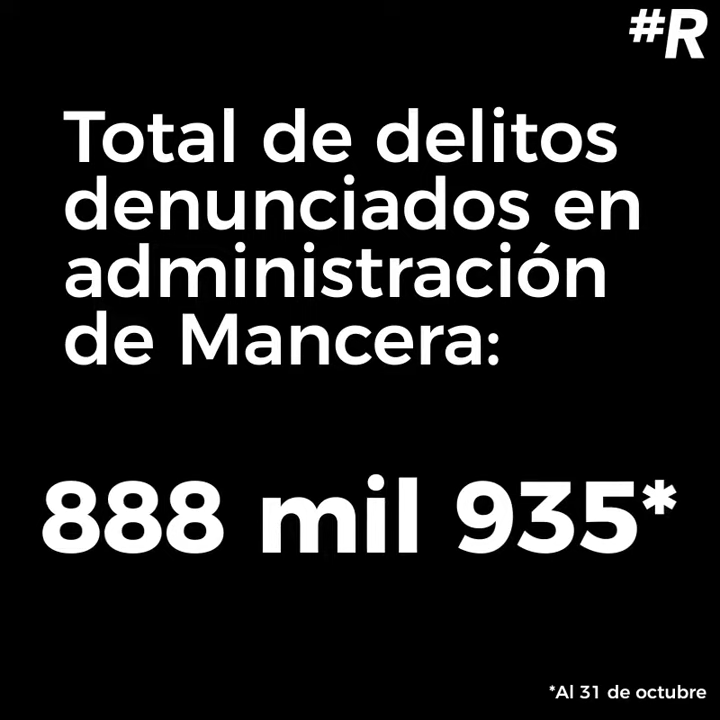 #R
Total de delitos
denunciados en
administración
de Mancera:
888 mil 935*
*Al 31 de octubre